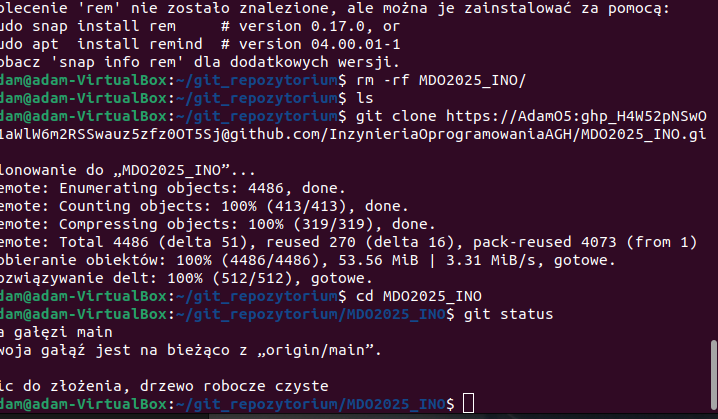 olecenie 'rem' nie zostało znalezione, ale można je zainstalować za pomocą:
udo snap install rem     # version 0.17.0, or
udo apt  install remind  # version 04.00.01-1
obacz 'snap info rem' dla dodatkowych wersji.
dam@adam-VirtualBox:~/git_repozytorium$ rm -rf MDO2025_INO/
dam@adam-VirtualBox:~/git_repozytorium$ ls
dam@adam-VirtualBox:~/git_repozytorium$ git clone https://AdamO5:
@github.com/InzynieriaOprogramowaniaAGH/MDO2025_INO.gi
lonowanie do „MDO2025_INO”...
emote: Enumerating objects: 4486, done.
emote: Counting objects: 100% (413/413), done.
emote: Compressing objects: 100% (319/319), done.
emote: Total 4486 (delta 51), reused 270 (delta 16), pack-reused 4073 (from 1)
obieranie obiektów: 100% (4486/4486), 53.56 MiB | 3.31 MiB/s, gotowe.
ozwiązywanie delt: 100% (512/512), gotowe.
dam@adam-VirtualBox:~/git_repozytorium$ cd MDO2025_INO
dam@adam-VirtualBox:~/git_repozytorium/MDO2025_INO$ git status
a gałęzi main
woja gałąź jest na bieżąco z „origin/main”.
ic do złożenia, drzewo robocze czyste
dam@adam-VirtualBox:~/git_repozytorium/MDO2025_INO$